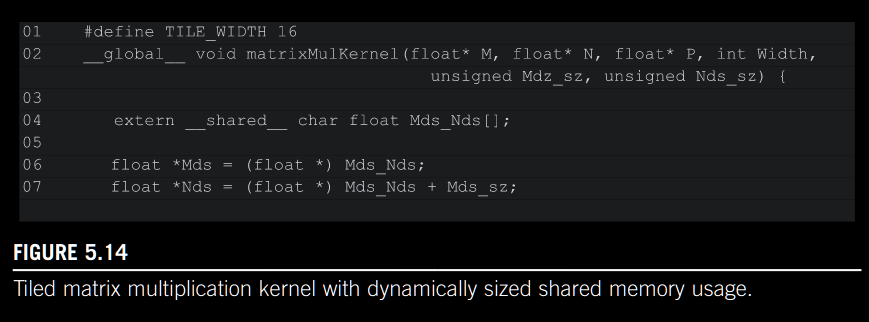 01 #define TILE_WIDTH 16
02 __global__ void matrixMulKernel(float* M, float* N, float* P, int Width,
unsigned Mdz_sz, unsigned Nds_sz) {
03
04 extern __shared__ char float Mds_Nds[];
05
06 float *Mds = (float *) Mds_Nds;
07 float *Nds = (float *) Mds_Nds + Mds_sz;
FIGURE 5.14
Tiled matrix multiplication kernel with dynamically sized shared memory usage.